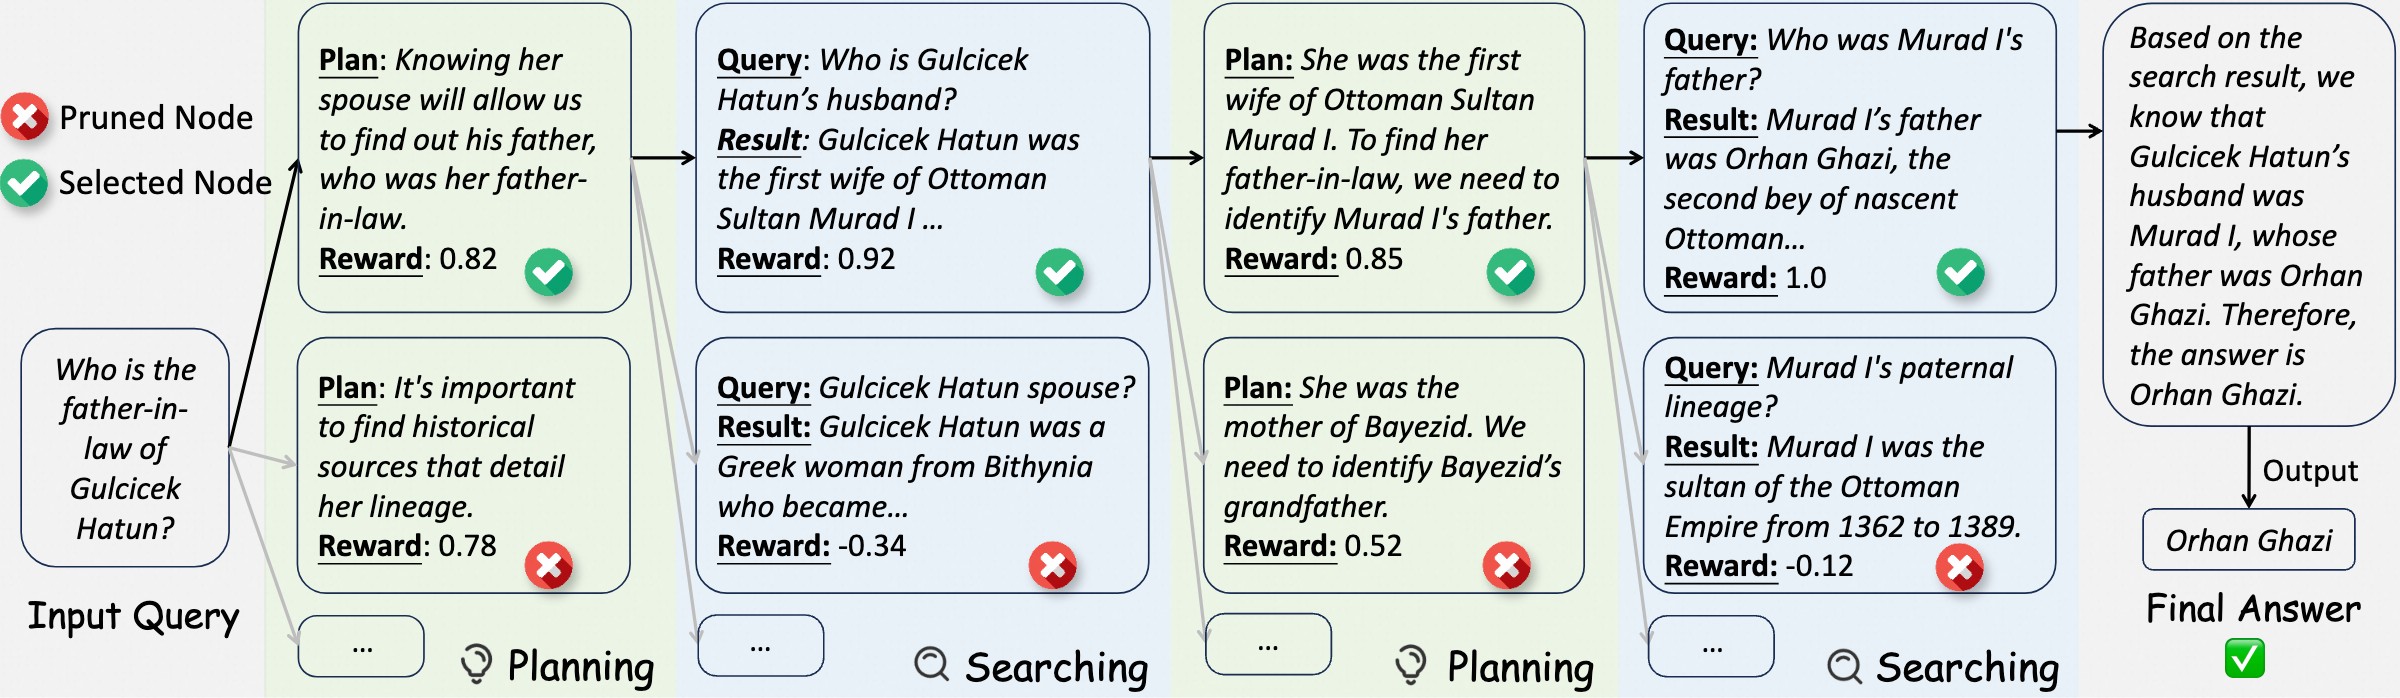 Pruned Node
Selected Node
Who is the
father-in-
law of
Gulcicek
Hatun?
Input Query
Plan: Knowing her
spouse will allow us
to find out his father,
who was her father-
in-law.
Reward: 0.82
Plan: It's important
to find historical
sources that detail
her lineage.
Reward: 0.78
...
Planning
Query: Who is Gulcicek
Hatun’s husband?
Result: Gulcicek Hatun was
the first wife of Ottoman
Sultan Murad I ...
Reward: 0.92
Query: Gulcicek Hatun spouse?
Result: Gulcicek Hatun was a
Greek woman from Bithynia
who became...
Reward: -0.34
...
Searching
Plan: She was the first
wife of Ottoman Sultan
Murad I. To find her
father-in-law, we need to
identify Murad I's father.
Reward: 0.85
Plan: She was the
mother of Bayezid. We
need to identify Bayezid’s
grandfather.
Reward: 0.52
...
Planning
Query: Who was Murad I's
father?
Result: Murad I’s father
was Orhan Ghazi, the
second bey of nascent
Ottoman...
Reward: 1.0
Query: Murad I's paternal
lineage?
Result: Murad I was the
sultan of the Ottoman
Empire from 1362 to 1389.
Reward: -0.12
...
Searching
Based on the
search result, we
know that
Gulcicek Hatun’s
husband was
Murad I, whose
father was Orhan
Ghazi. Therefore,
the answer is
Orhan Ghazi.
Output
Orhan Ghazi
Final Answer